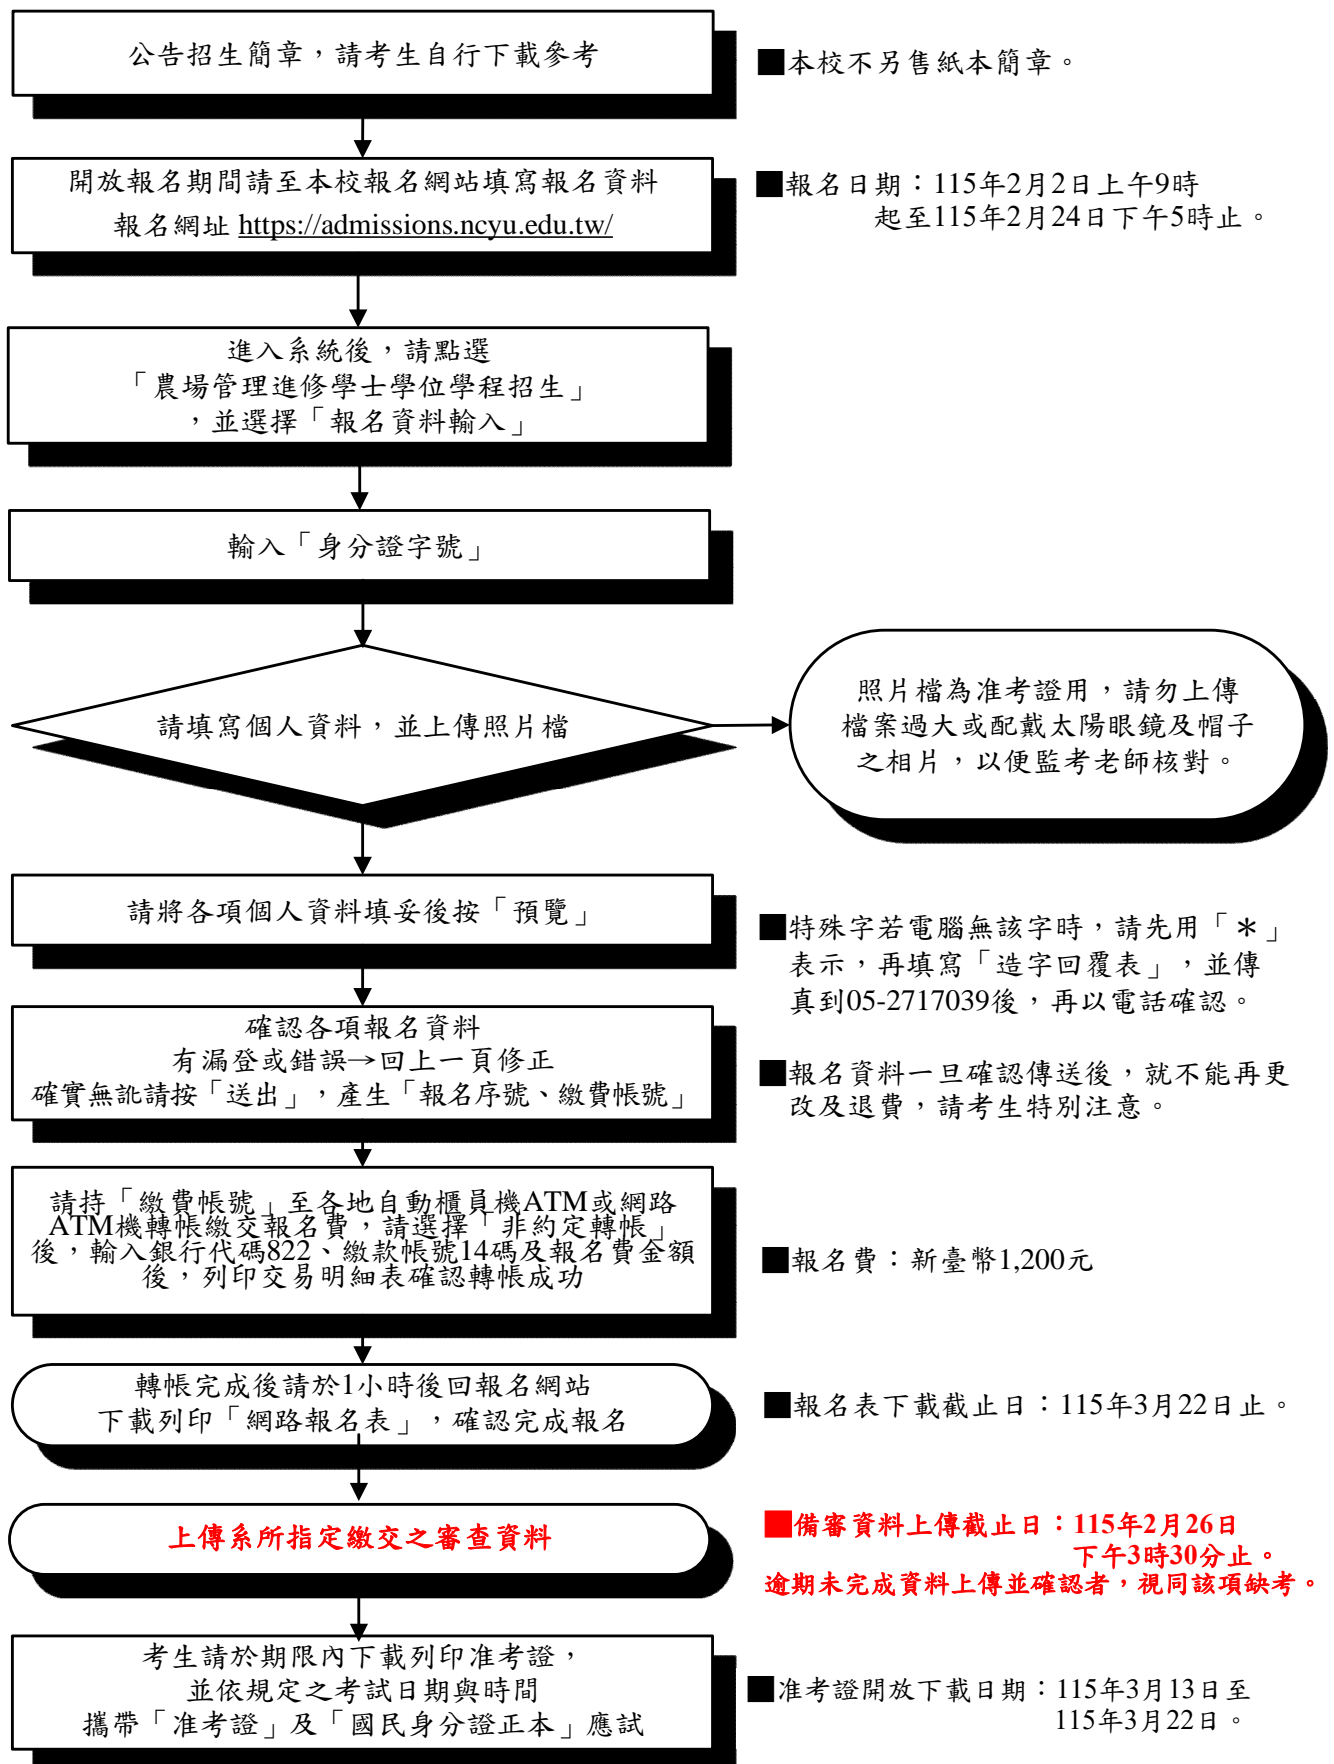 公告招生簡章，請考生自行下載參考
■本校不另售紙本簡章。
開放報名期間請至本校報名網站填寫報名資料
報名網址 https://admissions.ncyu.edu.tw/
■報名日期：115年2月2日上午9時
起至115年2月24日下午5時止。
進入系統後，請點選
「農場管理進修學士學位學程招生」
，並選擇「報名資料輸入」
輸入「身分證字號」
請填寫個人資料，並上傳照片檔
照片檔為准考證用，請勿上傳
檔案過大或配戴太陽眼鏡及帽子
之相片，以便監考老師核對。
請將各項個人資料填妥後按「預覽」
■特殊字若電腦無該字時，請先用「＊」
表示，再填寫「造字回覆表」，並傳
真到05-2717039後，再以電話確認。
確認各項報名資料
有漏登或錯誤→回上一頁修正
確實無訛請按「送出」，產生「報名序號、繳費帳號」
■報名資料一旦確認傳送後，就不能再更
改及退費，請考生特別注意。
請持「繳費帳號」至各地自動櫃員機ATM或網路
ATM機轉帳繳交報名費，請選擇「非約定轉帳」
後，輸入銀行代碼822、繳款帳號14碼及報名費金額
後，列印交易明細表確認轉帳成功
■報名費：新臺幣1,200元
轉帳完成後請於1小時後回報名網站
下載列印「網路報名表」，確認完成報名
■報名表下載截止日：115年3月22日止。
上傳系所指定繳交之審查資料
■備審資料上傳截止日：115年2月26日
下午3時30分止。
逾期未完成資料上傳並確認者，視同該項缺考。
考生請於期限內下載列印准考證，
並依規定之考試日期與時間
攜帶「准考證」及「國民身分證正本」應試
■准考證開放下載日期：115年3月13日至
115年3月22日。